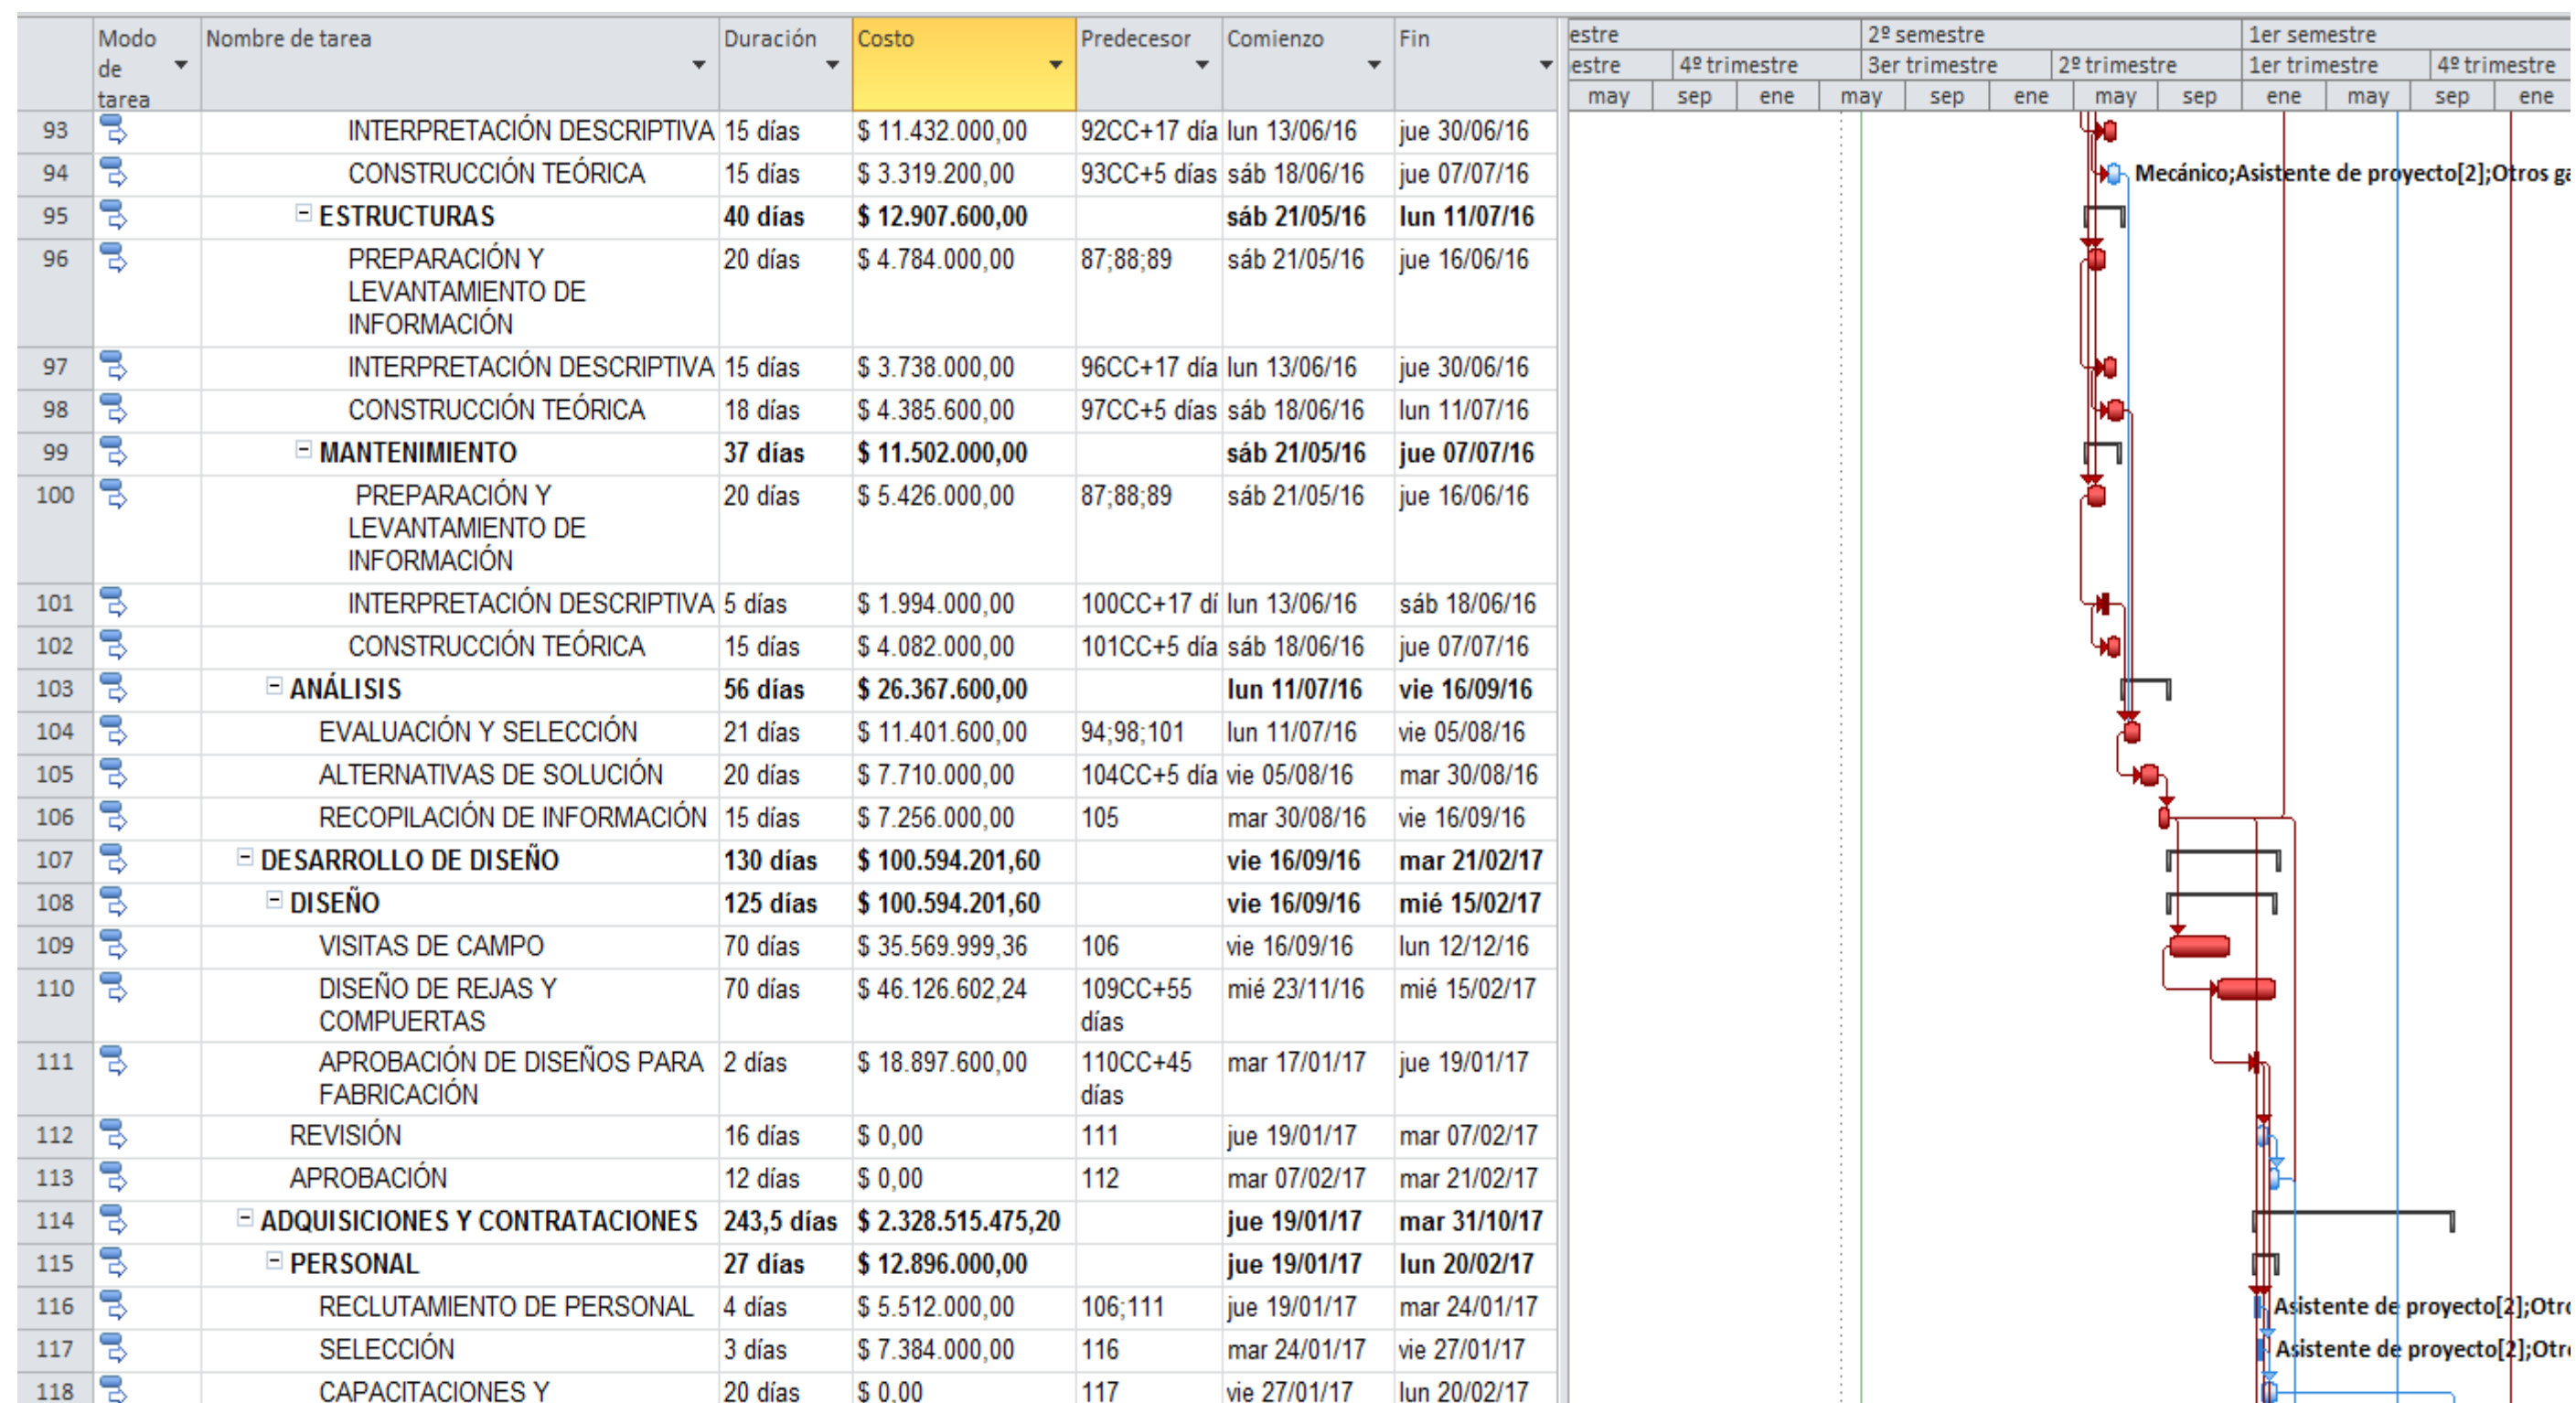 Modo de tarea Nombre de tarea Duración Costo Predecesor Comienzo Fin
estre 2º semestre 1er semestre
estre 4º trimestre 3er trimestre 2º trimestre 1er trimestre 4º trimestre
may sep ene may sep ene may sep ene may sep ene
93 INTERPRETACIÓN DESCRIPTIVA 15 días $ 11.432.000,00 92CC+17 día lun 13/06/16 jue 30/06/16
94 CONSTRUCCIÓN TEÓRICA 15 días $ 3.319.200,00 93CC+5 días sáb 18/06/16 jue 07/07/16 Mecánico;Asistente de proyecto[2];Otros ga
95 ESTRUCTURAS 40 días $ 12.907.600,00 sáb 21/05/16 lun 11/07/16
96 PREPARACIÓN Y 20 días $ 4.784.000,00 87;88;89 sáb 21/05/16 jue 16/06/16
LEVANTAMIENTO DE
INFORMACIÓN
97 INTERPRETACIÓN DESCRIPTIVA 15 días $ 3.738.000,00 96CC+17 día lun 13/06/16 jue 30/06/16
98 CONSTRUCCIÓN TEÓRICA 18 días $ 4.385.600,00 97CC+5 días sáb 18/06/16 lun 11/07/16
99 MANTENIMIENTO 37 días $ 11.502.000,00 sáb 21/05/16 jue 07/07/16
100 PREPARACIÓN Y 20 días $ 5.426.000,00 87;88;89 sáb 21/05/16 jue 16/06/16
LEVANTAMIENTO DE
INFORMACIÓN
101 INTERPRETACIÓN DESCRIPTIVA 5 días $ 1.994.000,00 100CC+17 dí lun 13/06/16 sáb 18/06/16
102 CONSTRUCCIÓN TEÓRICA 15 días $ 4.082.000,00 101CC+5 día sáb 18/06/16 jue 07/07/16
103 ANÁLISIS 56 días $ 26.367.600,00 lun 11/07/16 vie 16/09/16
104 EVALUACIÓN Y SELECCIÓN 21 días $ 11.401.600,00 94;98;101 lun 11/07/16 vie 05/08/16
105 ALTERNATIVAS DE SOLUCIÓN 20 días $ 7.710.000,00 104CC+5 día vie 05/08/16 mar 30/08/16
106 RECOPILACIÓN DE INFORMACIÓN 15 días $ 7.256.000,00 105 mar 30/08/16 vie 16/09/16
107 DESARROLLO DE DISEÑO 130 días $ 100.594.201,60 vie 16/09/16 mar 21/02/17
108 DISEÑO 125 días $ 100.594.201,60 vie 16/09/16 mié 15/02/17
109 VISITAS DE CAMPO 70 días $ 35.569.999,36 106 vie 16/09/16 lun 12/12/16
110 DISEÑO DE REJAS Y 70 días $ 46.126.602,24 109CC+55 mié 23/11/16 mié 15/02/17
COMPUERTAS días
111 APROBACIÓN DE DISEÑOS PARA 2 días $ 18.897.600,00 110CC+45 mar 17/01/17 jue 19/01/17
FABRICACIÓN días
112 REVISIÓN 16 días $ 0,00 111 jue 19/01/17 mar 07/02/17
113 APROBACIÓN 12 días $ 0,00 112 mar 07/02/17 mar 21/02/17
114 ADQUISICIONES Y CONTRATACIONES 243,5 días $ 2.328.515.475,20 jue 19/01/17 mar 31/10/17
115 PERSONAL 27 días $ 12.896.000,00 jue 19/01/17 lun 20/02/17
116 RECLUTAMIENTO DE PERSONAL 4 días $ 5.512.000,00 106;111 jue 19/01/17 mar 24/01/17 Asistente de proyecto[2];Otro
117 SELECCIÓN 3 días $ 7.384.000,00 116 mar 24/01/17 vie 27/01/17 Asistente de proyecto[2];Otr
118 CAPACITACIONES Y 20 días $ 0,00 117 vie 27/01/17 lun 20/02/17